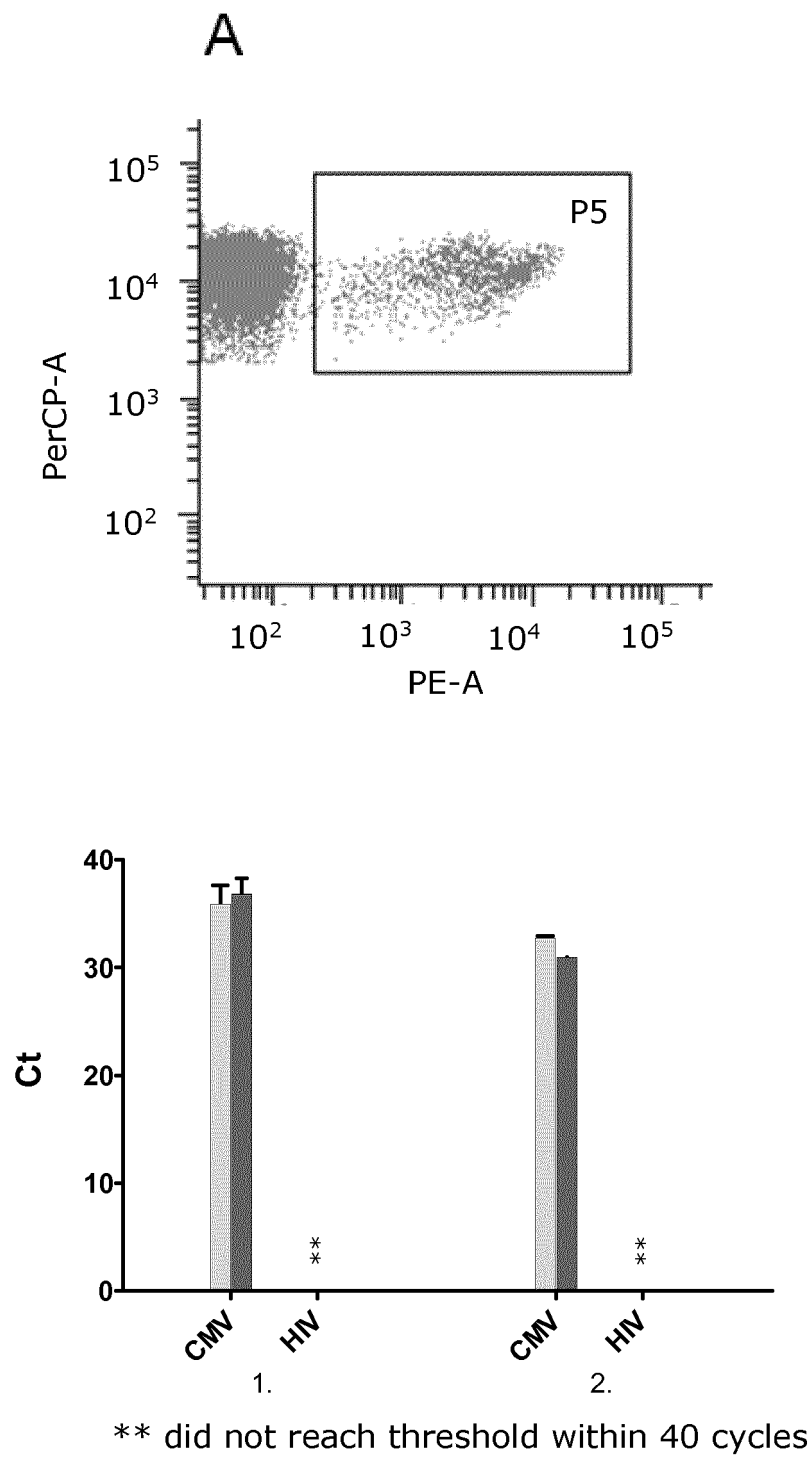 A
P5
10⁵
10⁴
10³
10²
PerCP-A
10² 10³ 10⁴ 10⁵
PE-A
40
30
20
10
0
Ct
** **
CMV HIV CMV HIV
1. 2.
** did not reach threshold within 40 cycles